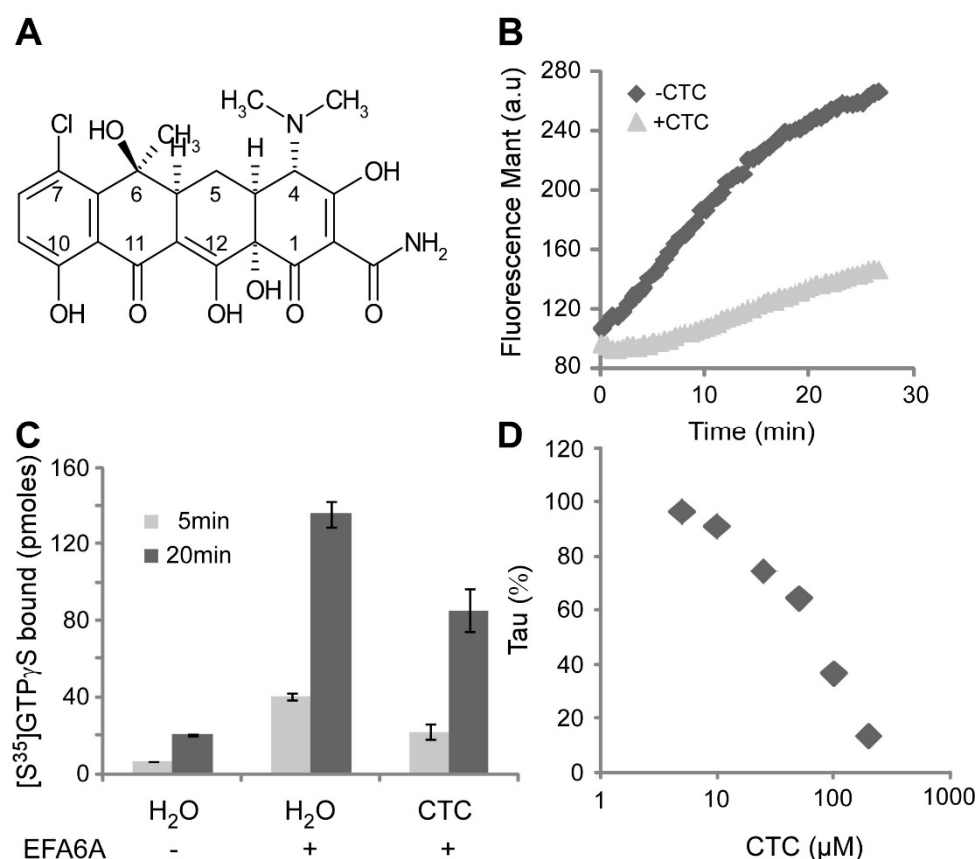 A
H₃C
CH₃
N
Cl
HO
CH₃
H
H
OH
7
6
5
4
NH₂
10
11
12
1
OH
O
OH
OH
O
O
B
280
240
200
160
120
80
Fluorescence Mant (a.u)
-CTC
+CTC
0
10
20
30
Time (min)
C
160
120
80
40
0
[S³⁵]GTPγS bound (pmoles)
5min
20min
H₂O
H₂O
CTC
EFA6A
-
+
+
D
120
100
80
60
40
20
0
Tau (%)
1
10
100
1000
CTC (µM)